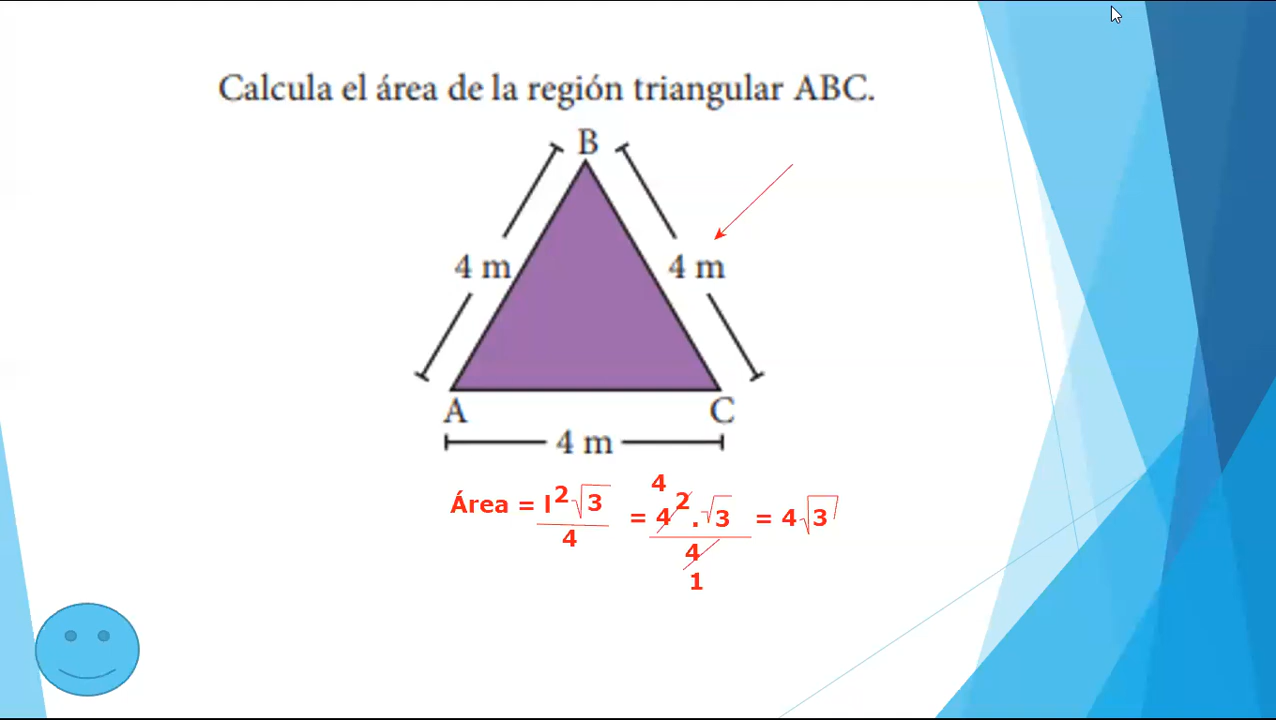 Calcula el área de la región triangular ABC.
B
4 m 4 m
A C
4 m
Área = l²√3 / 4 = 4² . √3 / 4 = 4√3
4
1